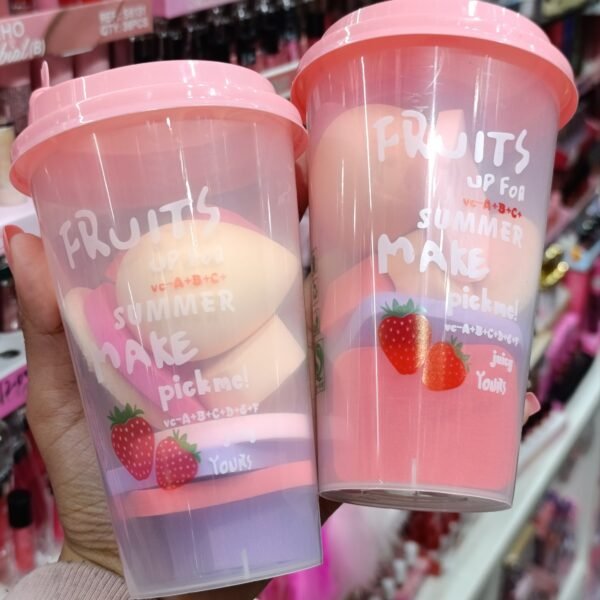 FRUITS
UP FOR
vc-A+B+C+
SUMMER
MAKE
pickme!
vc-A+B+C+D+E+F
YOURS
FRUITS
UP FOR
vc-A+B+C+
SUMMER
MAKE
pickme!
vc-A+B+C+D+E+F
juicy
YOURS